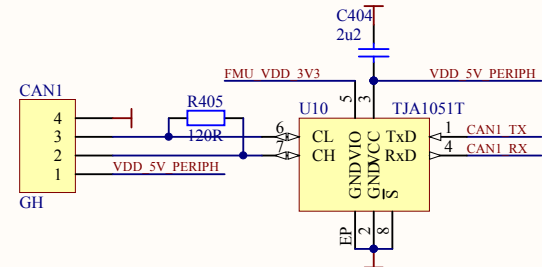 C404
2u2
FMU_VDD_3V3
VDD_5V_PERIPH
CAN1
R405
U10
TJA1051T
5
3
4
3
2
1
120R
6
7
CL
CH
VIO
VCC
TxD
RxD
1
4
CAN1_TX
CAN1_RX
VDD_5V_PERIPH
GND
GND
S
GH
EP
2
8